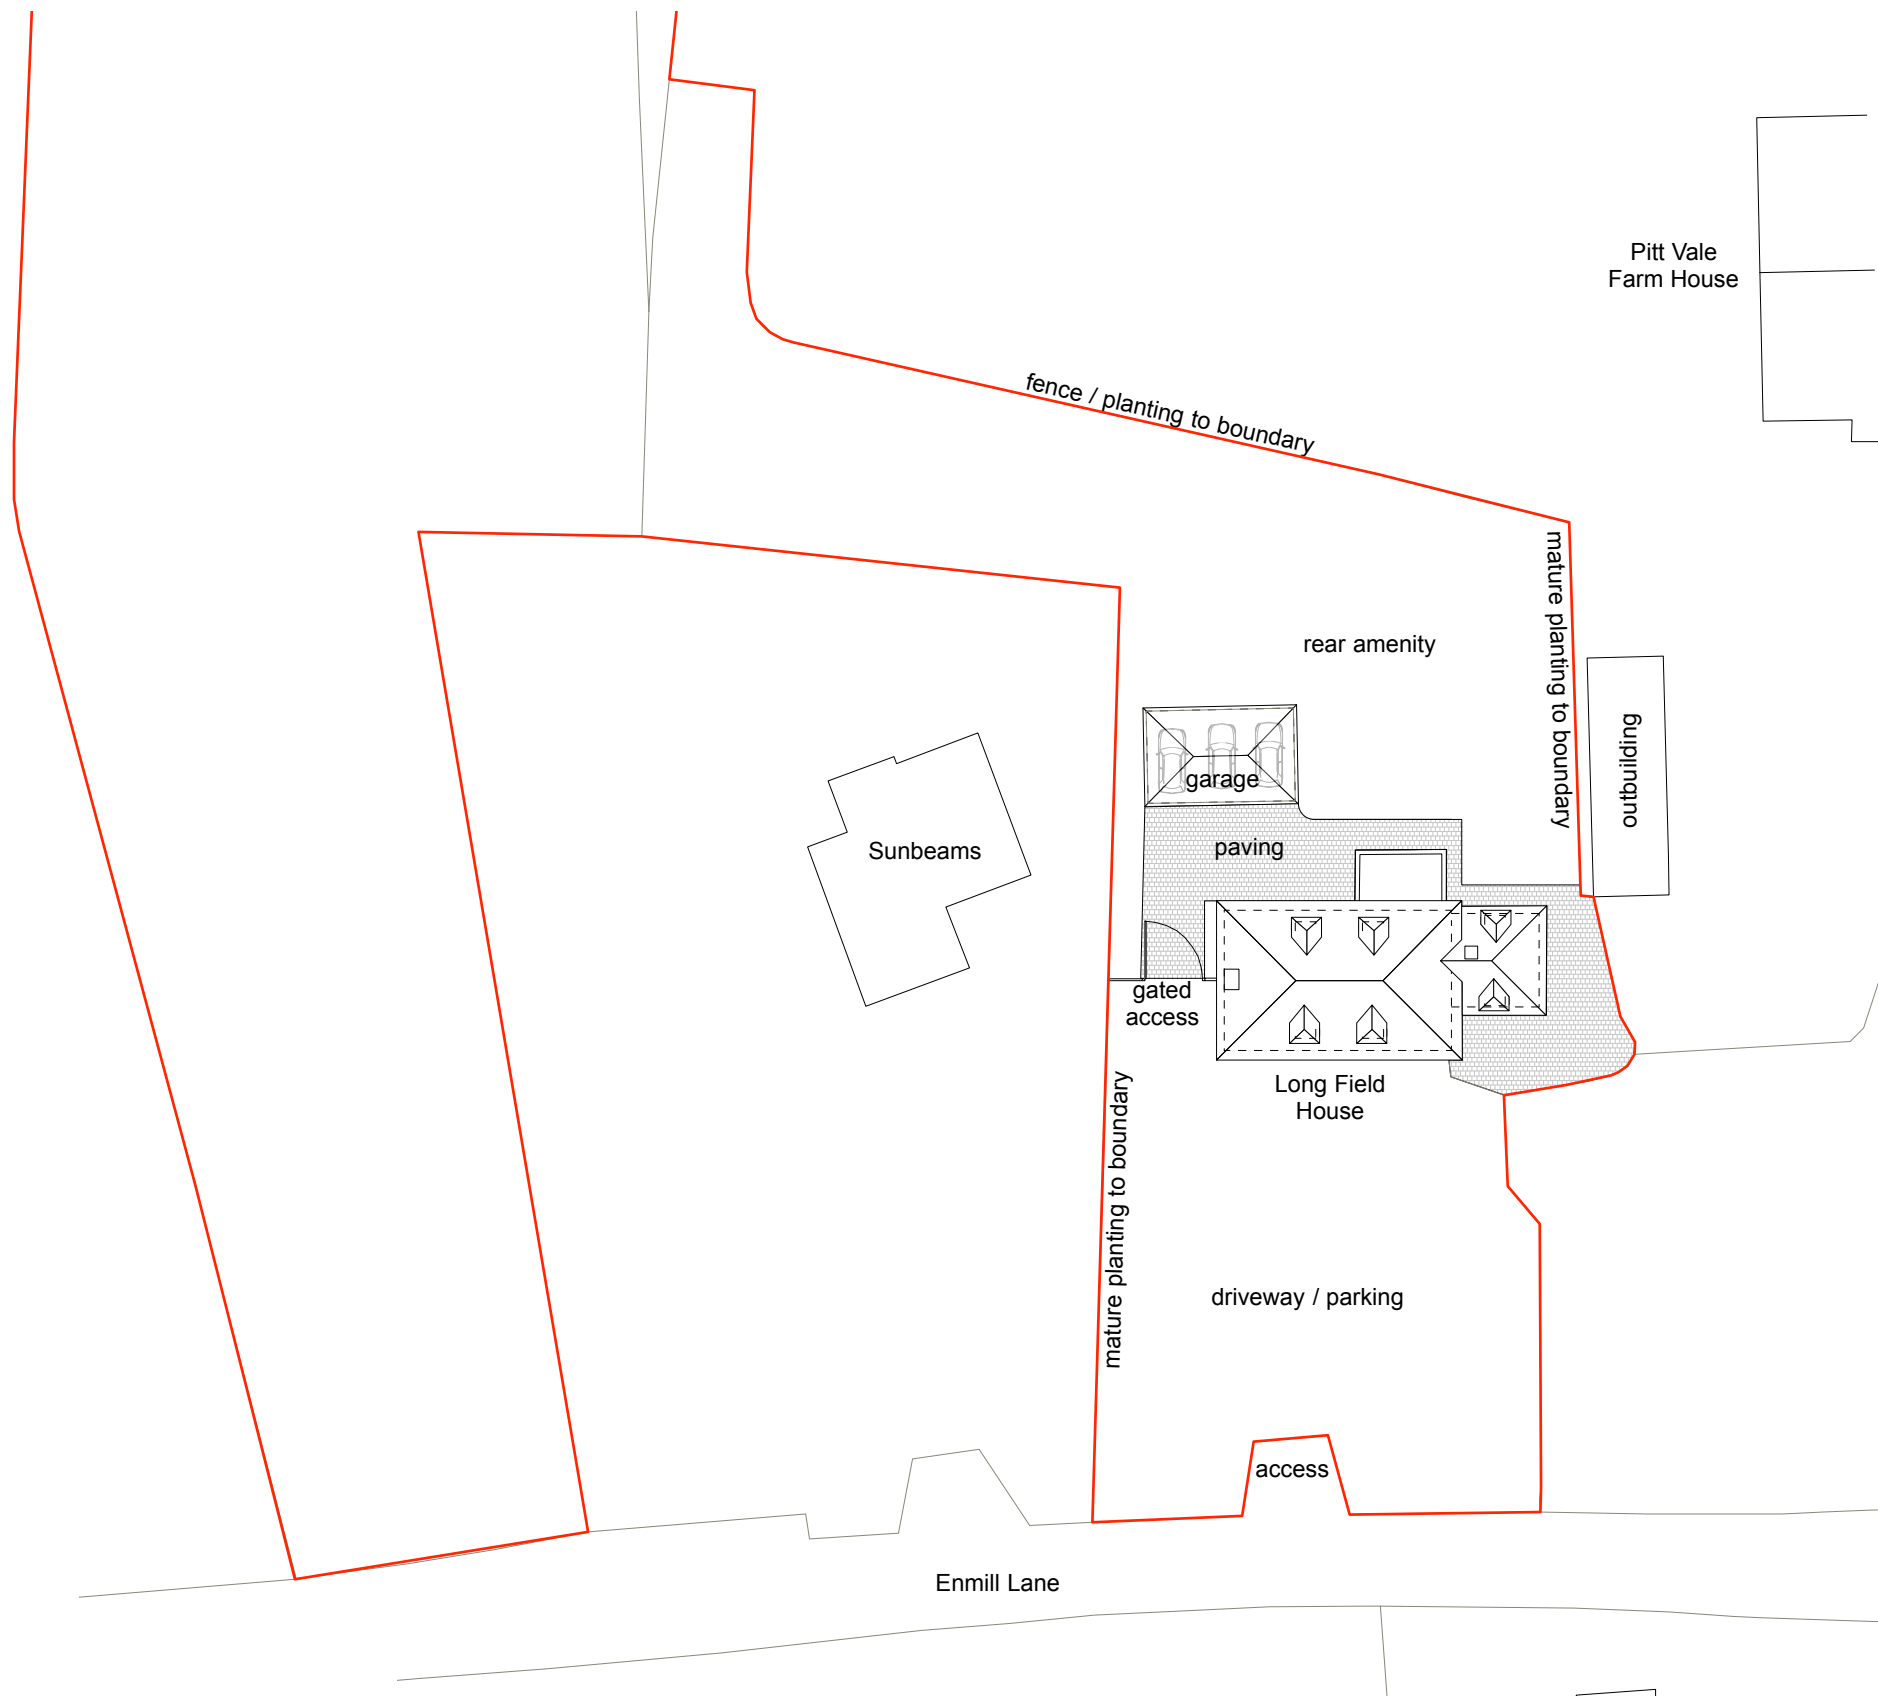 Pitt Vale
Farm House
fence / planting to boundary
mature planting to boundary
rear amenity
outbuilding
garage
paving
Sunbeams
gated
access
Long Field
House
mature planting to boundary
driveway / parking
access
Enmill Lane